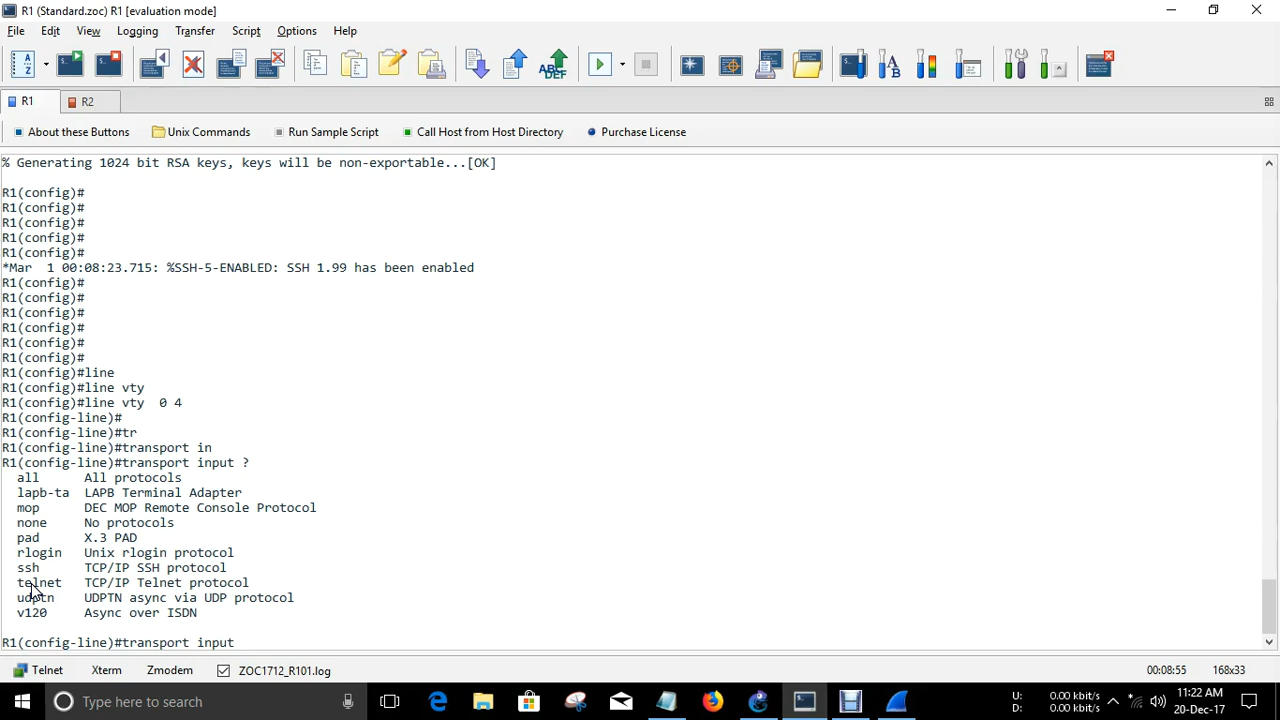 R1 (Standard.zoc) R1 [evaluation mode]
File Edit View Logging Transfer Script Options Help
R1 R2
About these Buttons Unix Commands Run Sample Script Call Host from Host Directory Purchase License
% Generating 1024 bit RSA keys, keys will be non-exportable...[OK]
R1(config)#
R1(config)#
R1(config)#
R1(config)#
R1(config)#
*Mar  1 00:08:23.715: %SSH-5-ENABLED: SSH 1.99 has been enabled
R1(config)#
R1(config)#
R1(config)#
R1(config)#
R1(config)#
R1(config)#
R1(config)#line
R1(config)#line vty
R1(config)#line vty  0 4
R1(config-line)#
R1(config-line)#tr
R1(config-line)#transport in
R1(config-line)#transport input ?
all      All protocols
lapb-ta  LAPB Terminal Adapter
mop      DEC MOP Remote Console Protocol
none     No protocols
pad      X.3 PAD
rlogin   Unix rlogin protocol
ssh      TCP/IP SSH protocol
telnet   TCP/IP Telnet protocol
udptn    UDPTN async via UDP protocol
v120     Async over ISDN
R1(config-line)#transport input
Telnet Xterm Zmodem ZOC1712_R101.log 00:08:55 168x33
Type here to search
U: 0.00 kbit/s
D: 0.00 kbit/s
11:22 AM
20-Dec-17